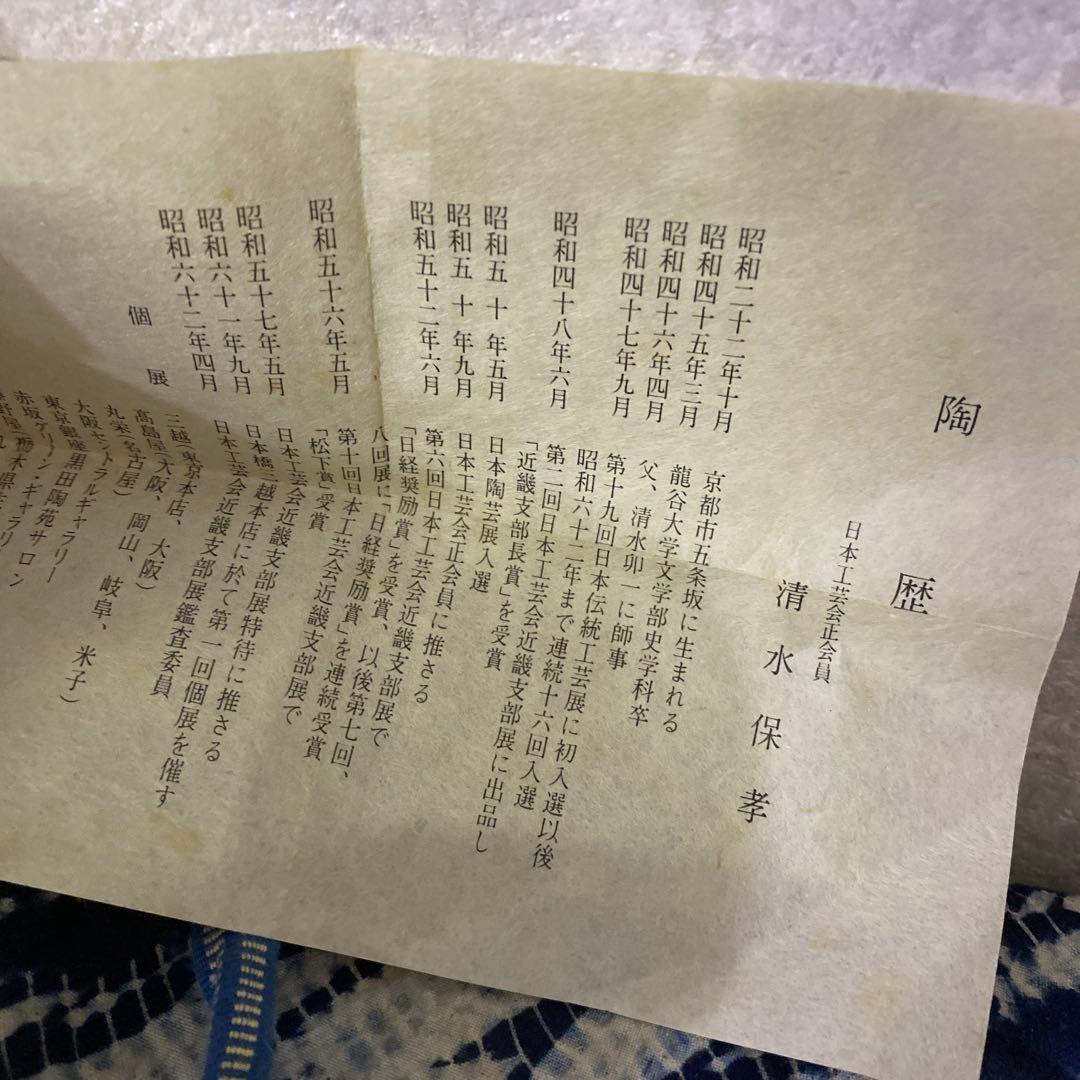 陶歴
日本工芸会正会員
清水保孝
昭和二十二年十月 京都市五条坂に生まれる
昭和四十五年三月 龍谷大学文学部史学科卒
昭和四十六年四月 父、清水卯一に師事
昭和四十七年九月 第十九回日本伝統工芸展に初入選以後
昭和六十二年まで連続十六回入選
昭和四十八年六月 第二回日本工芸会近畿支部展に出品し
「近畿支部長賞」を受賞
昭和五十年五月 日本陶芸展入選
昭和五十年九月 日本工芸会正会員に推さる
昭和五十二年六月 第六回日本工芸会近畿支部展で
「日経奨励賞」を受賞、以後第七回、
八回展に「日経奨励賞」を連続受賞
昭和五十六年五月 第十回日本工芸会近畿支部展で
「松下賞」受賞
昭和五十七年五月 日本工芸会近畿支部展特待に推さる
昭和六十一年九月 日本橋三越本店に於て第一回個展を催す
昭和六十二年四月 日本工芸会近畿支部展鑑査委員
個展 三越(東京本店、大阪)
髙島屋(大阪、岡山、岐阜、米子)
丸栄(名古屋)
大阪セントラルギャラリー
東京銀座黒田陶苑サロン
赤坂グリーン・ギャラリー